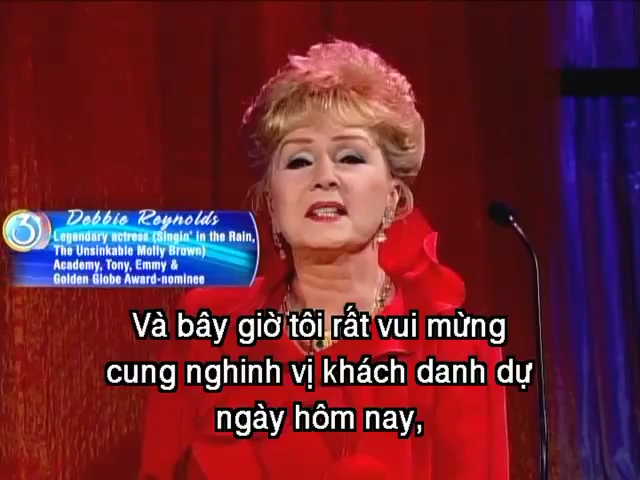 3
Debbie Reynolds
Legendary actress (Singin' in the Rain,
The Unsinkable Molly Brown)
Academy, Tony, Emmy &
Golden Globe Award-nominee
Và bây giờ tôi rất vui mừng
cung nghinh vị khách danh dự
ngày hôm nay,